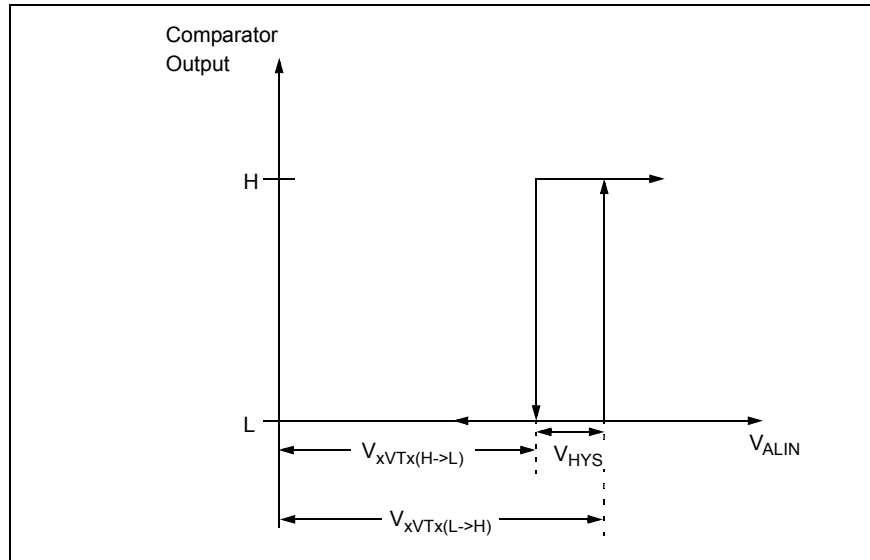 Comparator
Output
H
L
V_ALIN
V_xVTx(H->L)
V_HYS
V_xVTx(L->H)